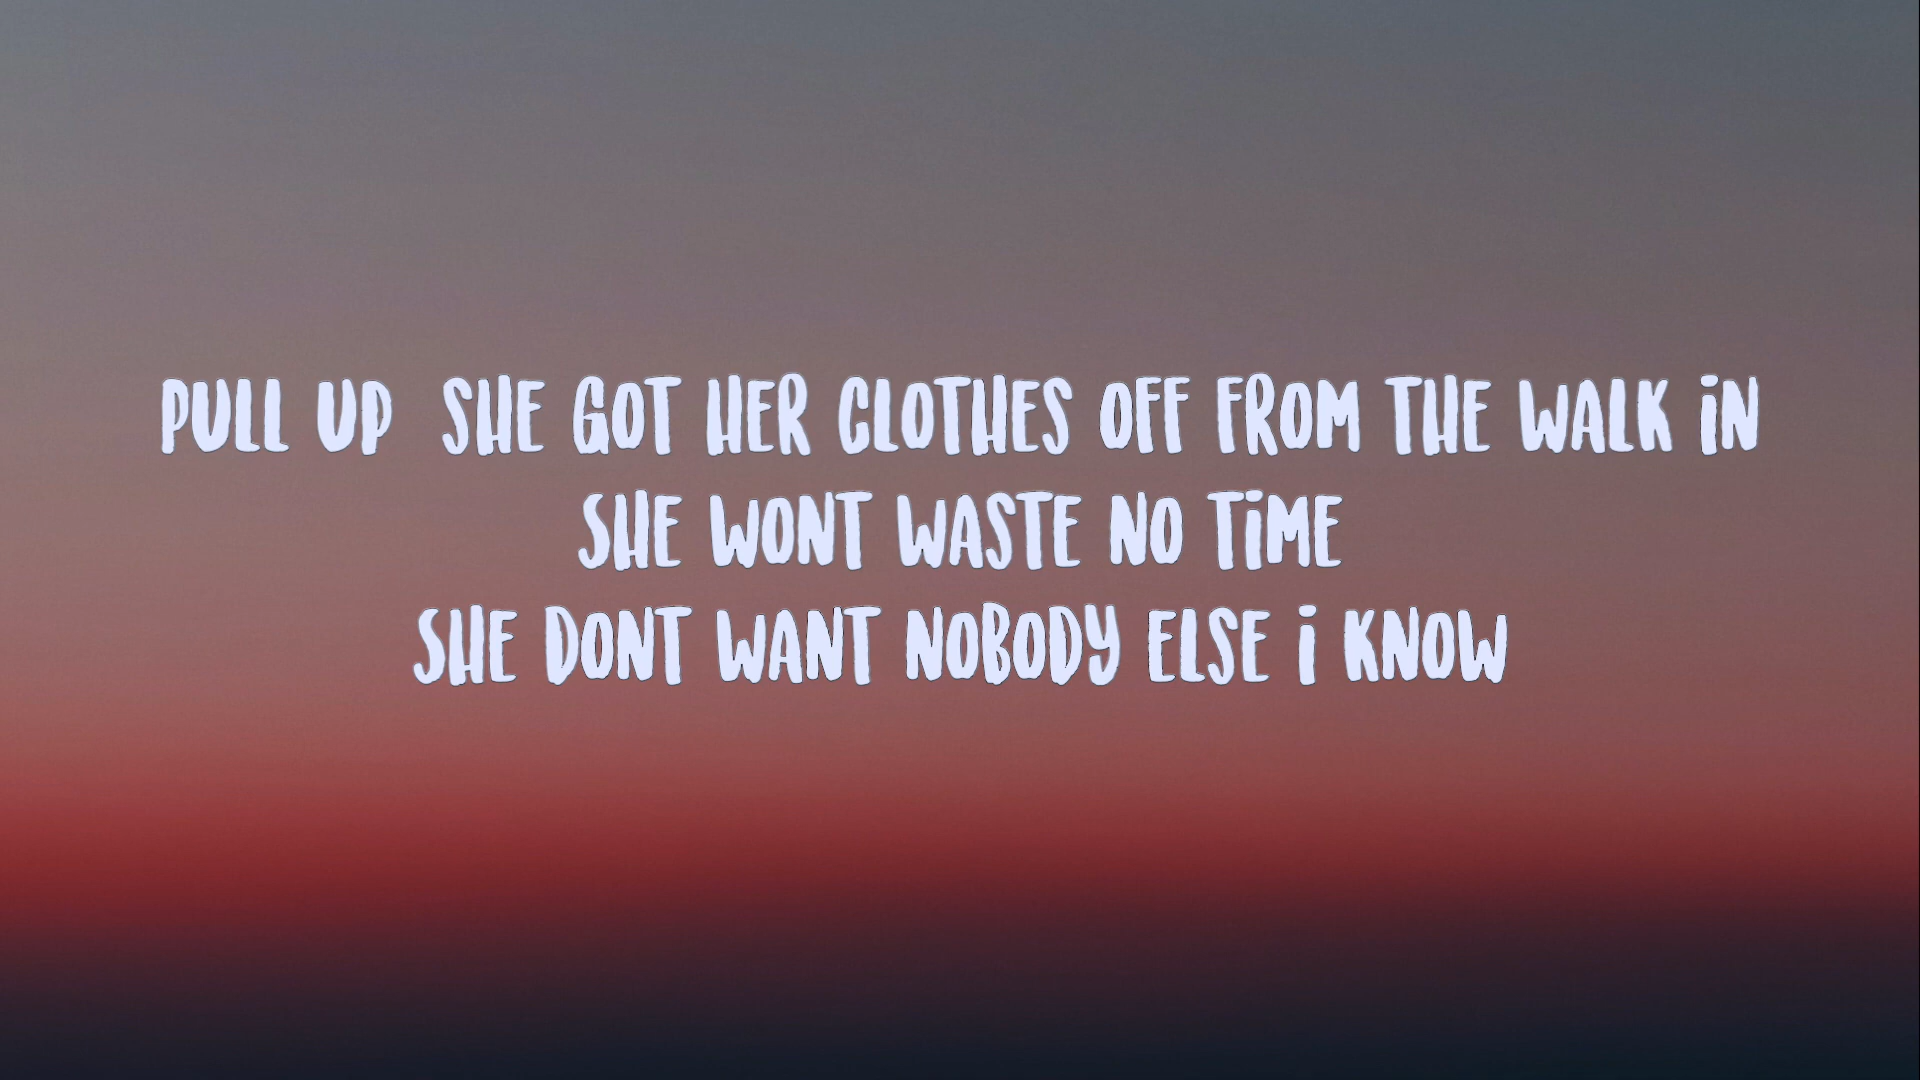 PULL UP  SHE GOT HER CLOTHES OFF FROM THE WALK iN
SHE WONT WASTE NO TiME
SHE DONT WANT NOBODY ELSE i KNOW